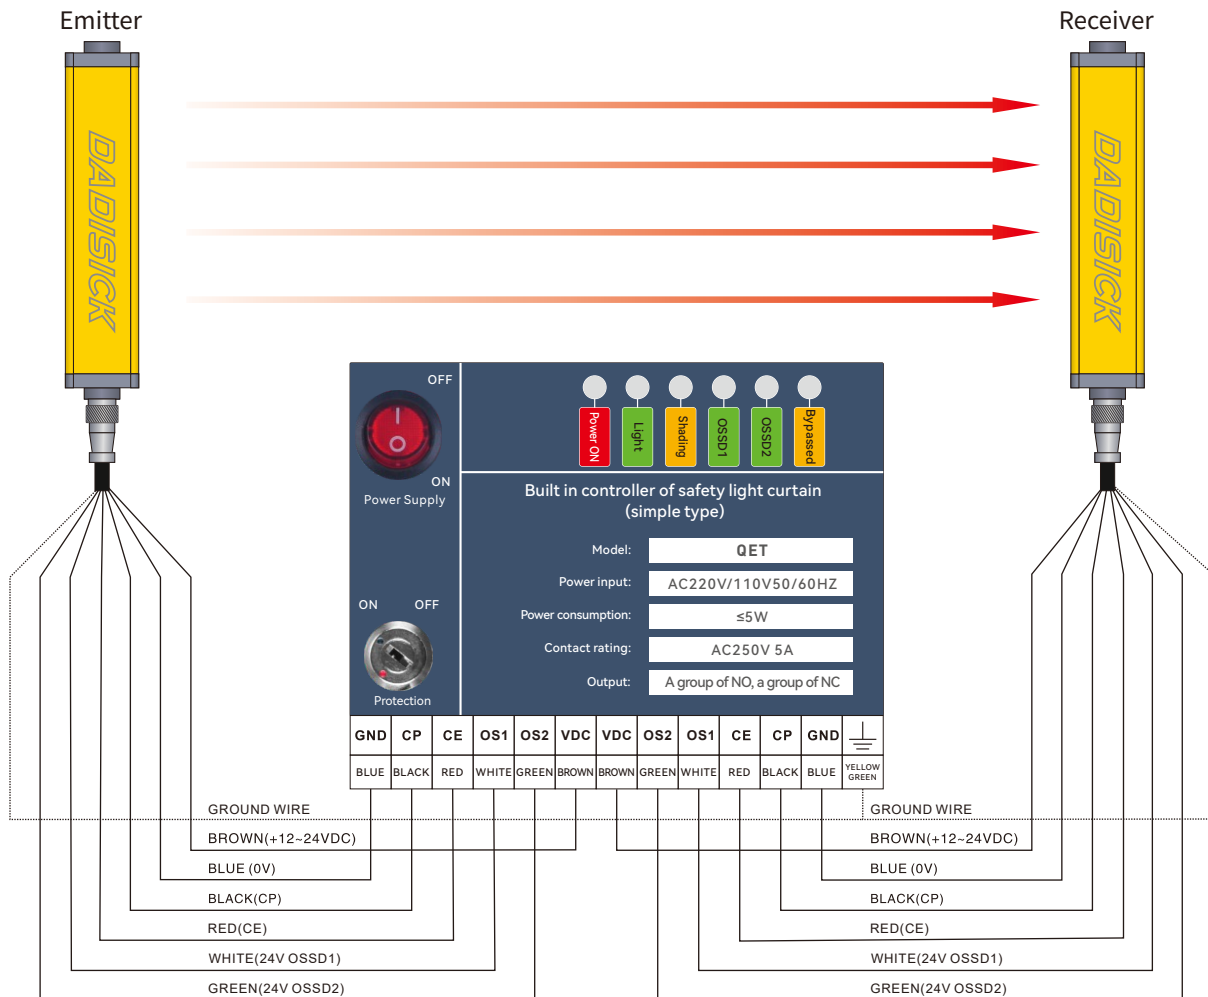 Emitter
Receiver
DADISICK
DADISICK
OFF
ON
Power Supply
Power ON
Light
Shading
OSSD1
OSSD2
Bypassed
Built in controller of safety light curtain
(simple type)
Model: QET
Power input: AC220V/110V50/60HZ
Power consumption: ≤5W
Contact rating: AC250V 5A
Output: A group of NO, a group of NC
ON OFF
Protection
GND CP CE OS1 OS2 VDC VDC OS2 OS1 CE CP GND
BLUE BLACK RED WHITE GREEN BROWN BROWN GREEN WHITE RED BLACK BLUE YELLOW
GREEN
GROUND WIRE
BROWN(+12~24VDC)
BLUE (0V)
BLACK(CP)
RED(CE)
WHITE(24V OSSD1)
GREEN(24V OSSD2)
GROUND WIRE
BROWN(+12~24VDC)
BLUE (0V)
BLACK(CP)
RED(CE)
WHITE(24V OSSD1)
GREEN(24V OSSD2)